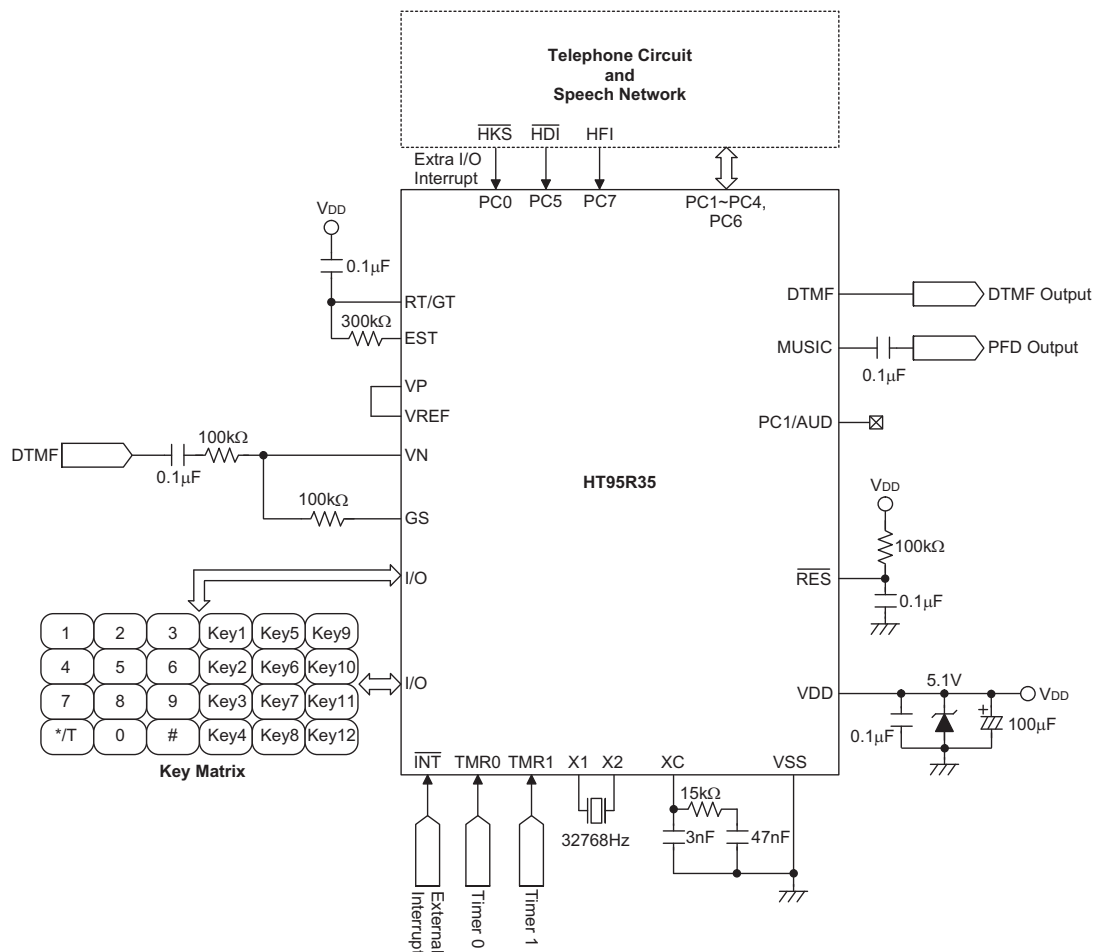 Telephone Circuit
and
Speech Network
HKS HDI HFI
Extra I/O
Interrupt
PC0 PC5 PC7 PC1~PC4,
PC6
VDD
0.1μF
RT/GT
300kΩ
EST
VP
VREF
DTMF
0.1μF
100kΩ
VN
100kΩ
GS
I/O
I/O
1 2 3 Key1 Key5 Key9
4 5 6 Key2 Key6 Key10
7 8 9 Key3 Key7 Key11
*/T 0 # Key4 Key8 Key12
Key Matrix
HT95R35
DTMF
DTMF Output
MUSIC
0.1μF
PFD Output
PC1/AUD
VDD
100kΩ
RES
0.1μF
VDD
5.1V
VDD
0.1μF
+
100μF
INT TMR0 TMR1 X1 X2 XC VSS
32768Hz
15kΩ
3nF
47nF
External
Interrupt
Timer 0
Timer 1